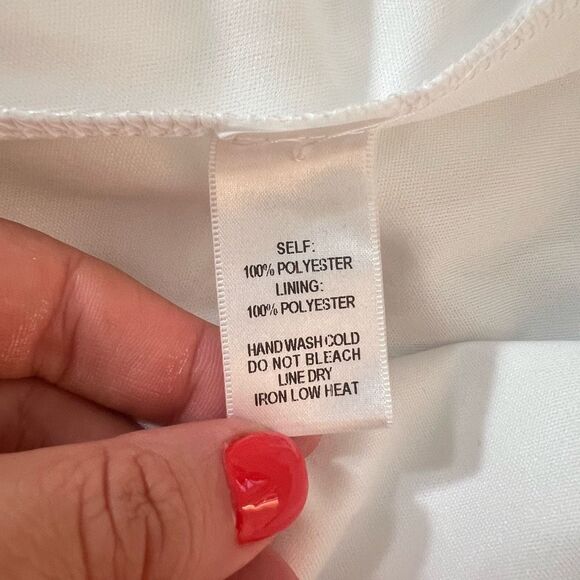 SELF:
100% POLYESTER
LINING:
100% POLYESTER
HAND WASH COLD
DO NOT BLEACH
LINE DRY
IRON LOW HEAT